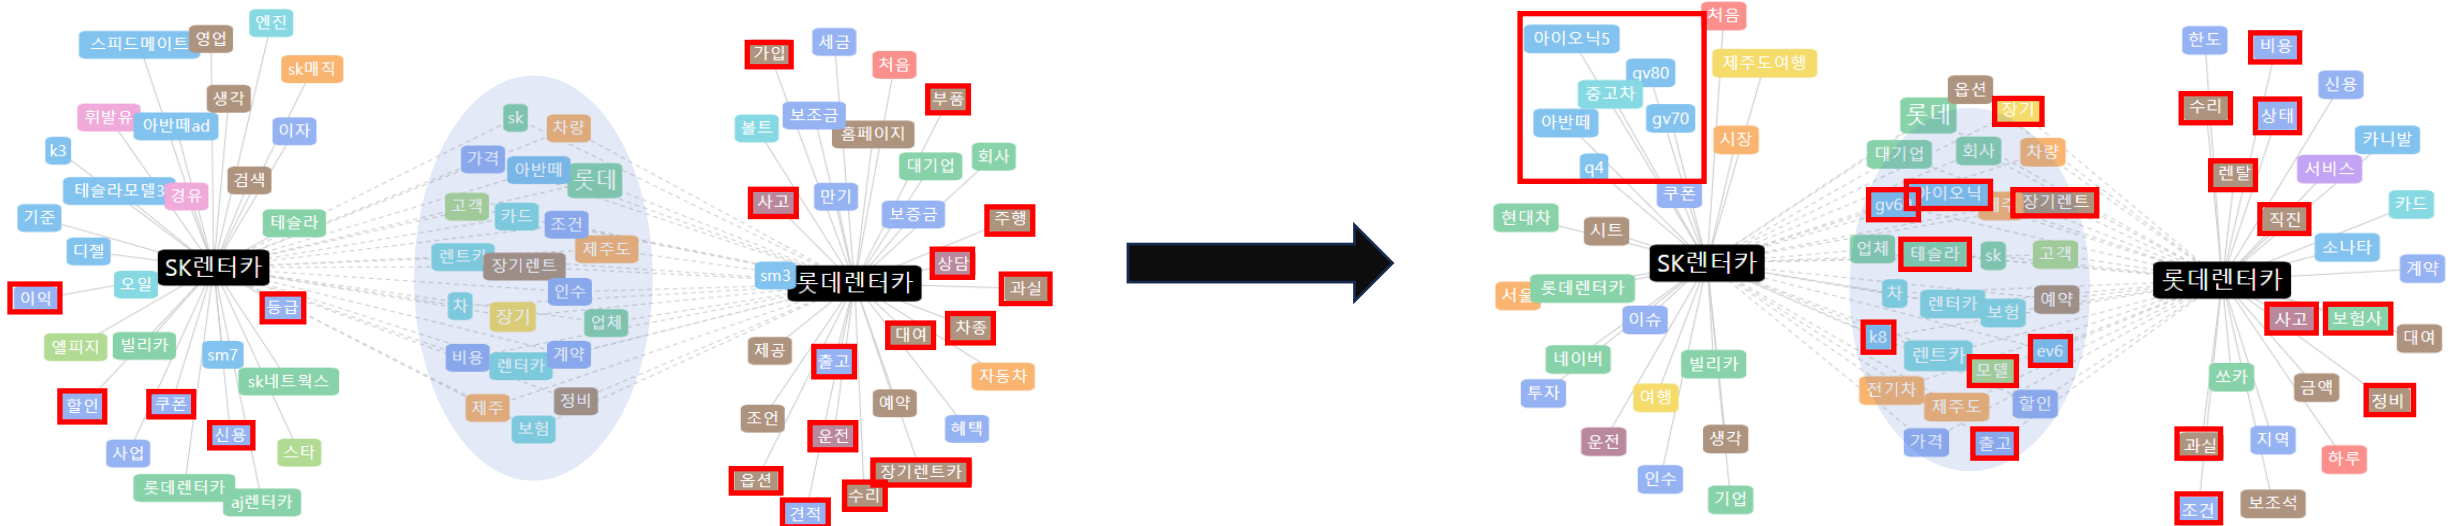 엔진
스피드메이트
영업
sk매직
생각
휘발유
아반떼ad
이자
k3
검색
테슬라모델3
경유
기준
테슬라
디젤
SK렌터카
오일
이익
등급
엘피지
빌리카
sm7
sk네트웍스
할인
쿠폰
신용
사업
스타
롯데렌터카
aj렌터카
sk
차량
가격
아반떼
롯데
고객
카드
조건
제주도
렌트카
장기렌트
인수
차
장기
업체
비용
렌터카
계약
제주
정비
보험
가입
세금
처음
부품
볼트
보조금
홈페이지
대기업
회사
사고
만기
보증금
주행
상담
sm3
롯데렌터카
과실
대여
차종
제공
출고
자동차
조언
운전
예약
혜택
옵션
장기렌트카
수리
견적
처음
아이오닉5
제주도여행
gv80
중고차
아반떼
gv70
시장
q4
쿠폰
현대차
시트
SK렌터카
서울
롯데렌터카
이슈
네이버
빌리카
투자
여행
운전
생각
인수
기업
옵션
롯데
장기
대기업
회사
차량
아이오닉
gv6
제주
장기렌트
업체
테슬라
sk
고객
차
렌터카
보험
예약
k8
렌트카
ev6
모델
전기차
제주도
할인
가격
출고
한도
비용
신용
수리
상태
카니발
렌탈
서비스
카드
직진
소나타
계약
롯데렌터카
사고
보험사
대여
쏘카
금액
정비
과실
지역
하루
조건
보조석